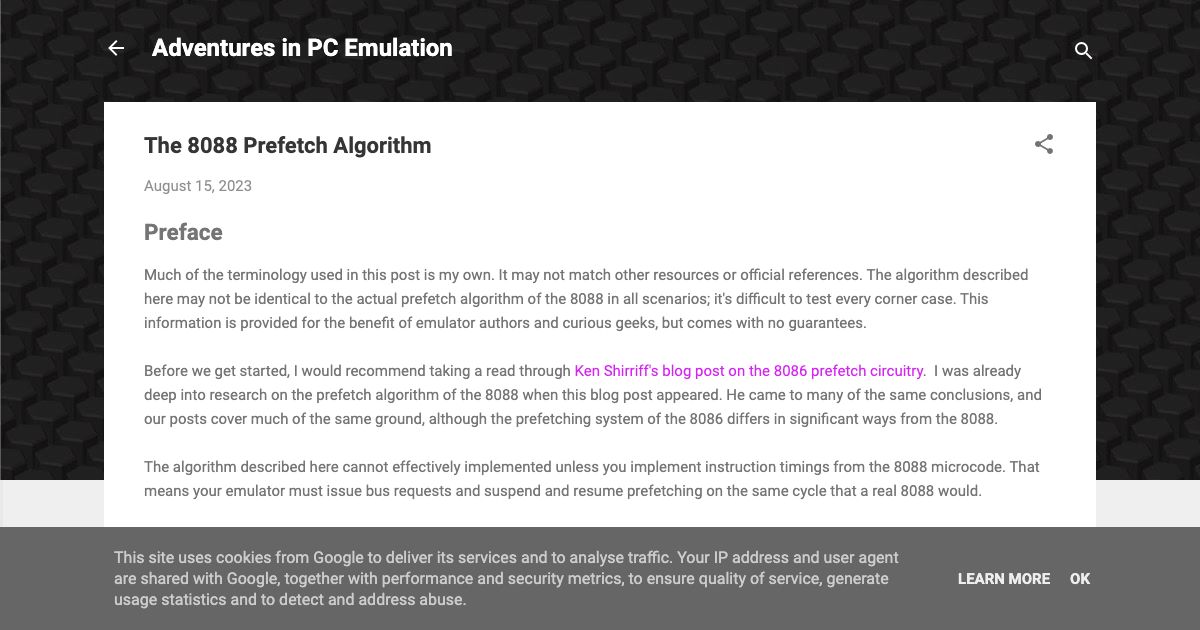 Adventures in PC Emulation
The 8088 Prefetch Algorithm
August 15, 2023
Preface
Much of the terminology used in this post is my own. It may not match other resources or official references. The algorithm described
here may not be identical to the actual prefetch algorithm of the 8088 in all scenarios; it's difficult to test every corner case. This
information is provided for the benefit of emulator authors and curious geeks, but comes with no guarantees.
Before we get started, I would recommend taking a read through Ken Shirriff's blog post on the 8086 prefetch circuitry.  I was already
deep into research on the prefetch algorithm of the 8088 when this blog post appeared. He came to many of the same conclusions, and
our posts cover much of the same ground, although the prefetching system of the 8086 differs in significant ways from the 8088.
The algorithm described here cannot effectively implemented unless you implement instruction timings from the 8088 microcode. That
means your emulator must issue bus requests and suspend and resume prefetching on the same cycle that a real 8088 would.
This site uses cookies from Google to deliver its services and to analyse traffic. Your IP address and user agent
are shared with Google, together with performance and security metrics, to ensure quality of service, generate
usage statistics and to detect and address abuse.
LEARN MORE OK